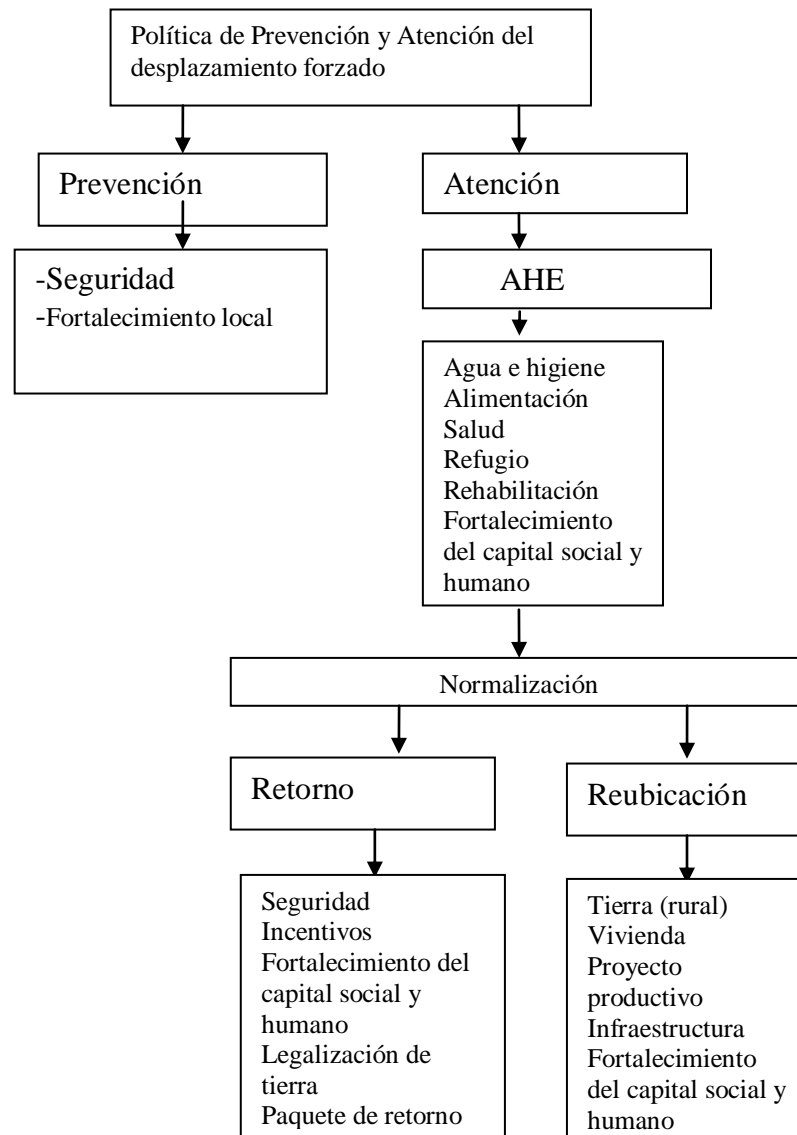 Política de Prevención y Atención del
desplazamiento forzado
Prevención
Atención
-Seguridad
-Fortalecimiento local
AHE
Agua e higiene
Alimentación
Salud
Refugio
Rehabilitación
Fortalecimiento
del capital social y
humano
Normalización
Retorno
Reubicación
Seguridad
Incentivos
Fortalecimiento del
capital social y
humano
Legalización de
tierra
Paquete de retorno
Tierra (rural)
Vivienda
Proyecto
productivo
Infraestructura
Fortalecimiento
del capital social y
humano